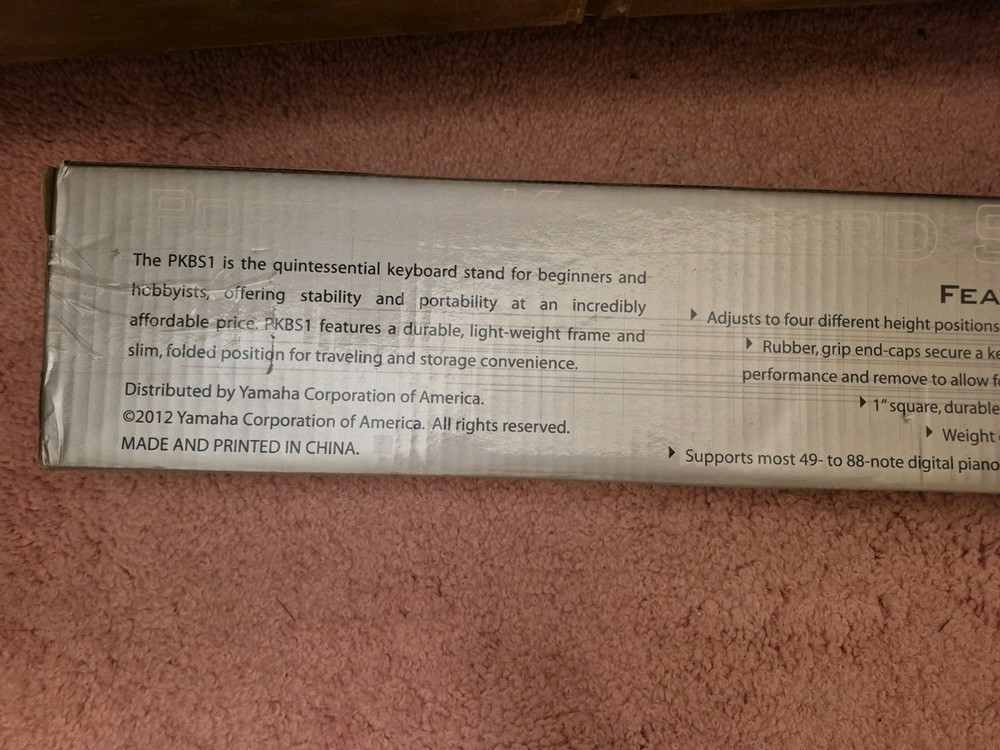 The PKBS1 is the quintessential keyboard stand for beginners and
hobbyists, offering stability and portability at an incredibly
affordable price. PKBS1 features a durable, light-weight frame and
slim, folded position for traveling and storage convenience.
Distributed by Yamaha Corporation of America.
©2012 Yamaha Corporation of America. All rights reserved.
MADE AND PRINTED IN CHINA.
FEA
Adjusts to four different height positions
Rubber, grip end-caps secure a ke
performance and remove to allow f
1" square, durable
Weight
Supports most 49- to 88-note digital piano